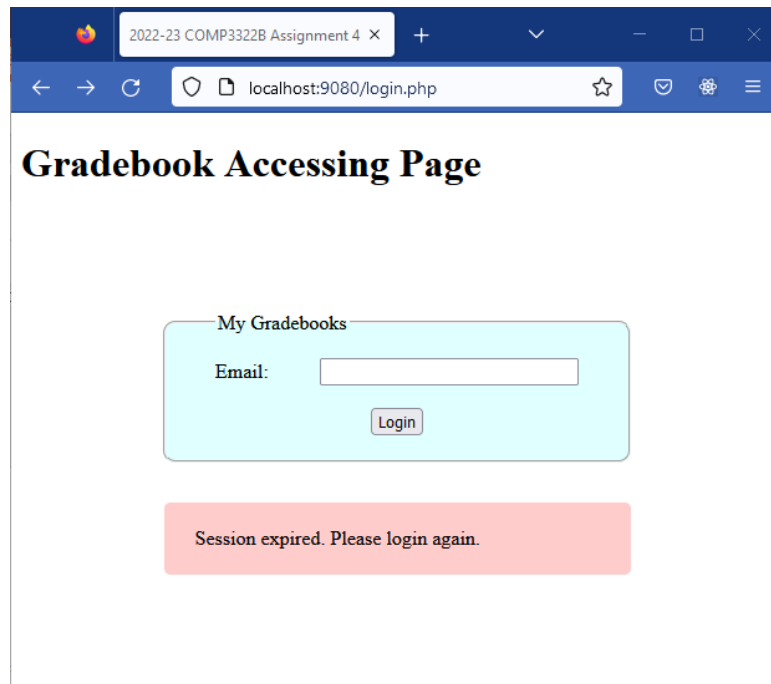 2022-23 COMP3322B Assignment 4
localhost:9080/login.php
Gradebook Accessing Page
My Gradebooks
Email:
Login
Session expired. Please login again.